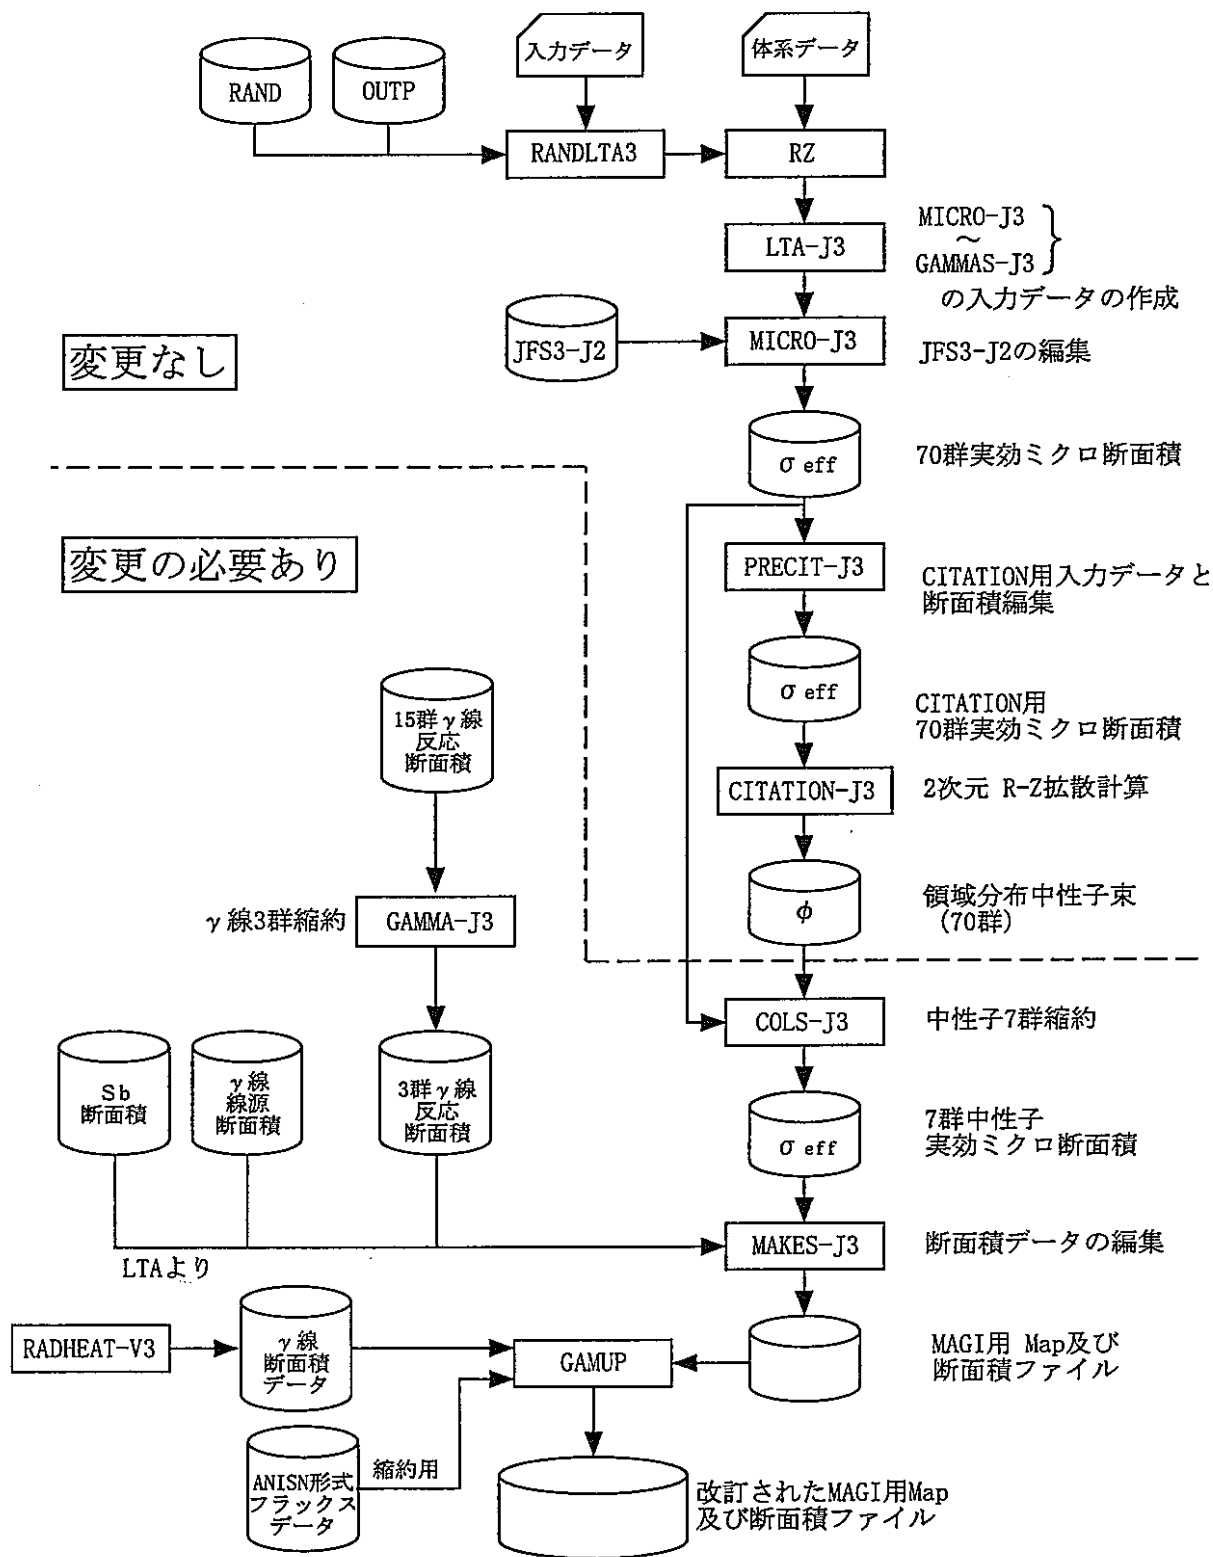 入力データ
体系データ
RAND
OUTP
RANDLTA3
RZ
LTA-J3
MICRO-J3
~
GAMMAS-J3
の入力データの作成
変更なし
JFS3-J2
MICRO-J3
JFS3-J2の編集
σ eff
70群実効ミクロ断面積
変更の必要あり
PRECIT-J3
CITATION用入力データと
断面積編集
σ eff
CITATION用
70群実効ミクロ断面積
15群γ線
反応
断面積
CITATION-J3
2次元 R-Z拡散計算
φ
領域分布中性子束
(70群)
γ線3群縮約
GAMMA-J3
COLS-J3
中性子7群縮約
Sb
断面積
γ線
線源
断面積
3群γ線
反応
断面積
σ eff
7群中性子
実効ミクロ断面積
MAKES-J3
断面積データの編集
LTAより
RADHEAT-V3
γ線
断面積
データ
GAMUP
MAGI用 Map及び
断面積ファイル
ANISN形式
フラックス
データ
縮約用
改訂されたMAGI用Map
及び断面積ファイル